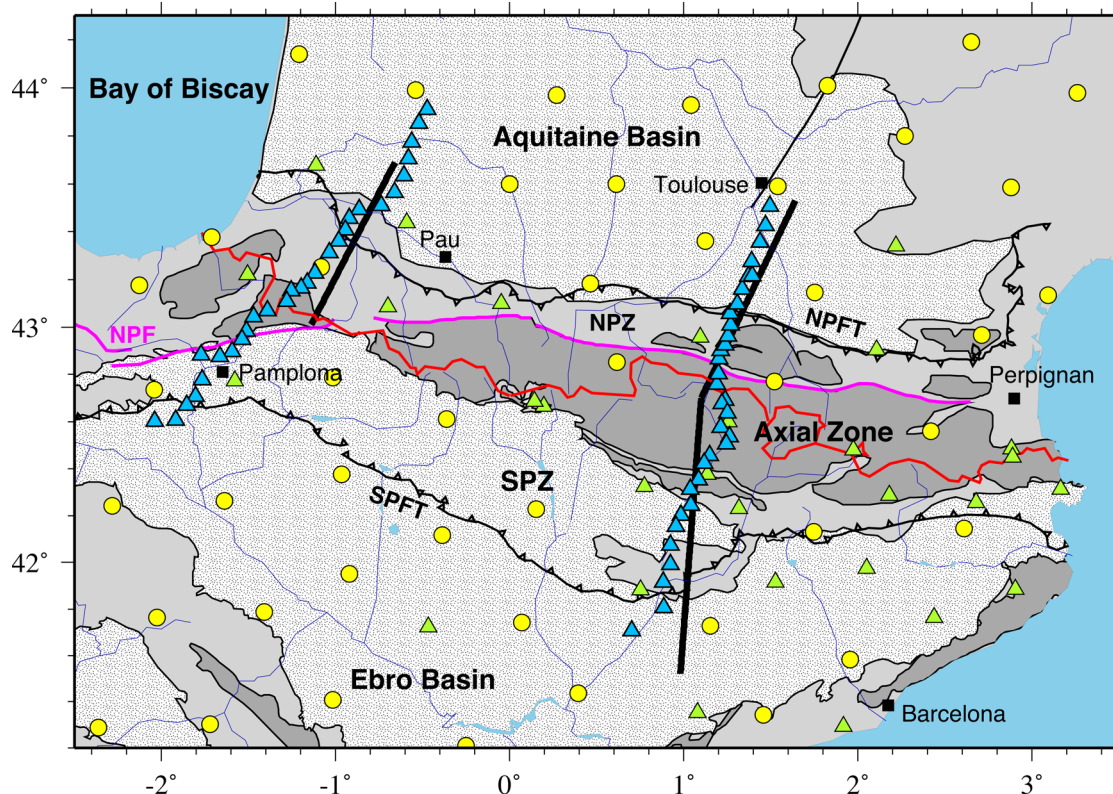 44°
Bay of Biscay
Aquitaine Basin
Toulouse
Pau
43°
NPF
NPZ
NPFT
Pamplona
Perpignan
Axial Zone
SPZ
SPFT
42°
Ebro Basin
Barcelona
-2° -1° 0° 1° 2° 3°